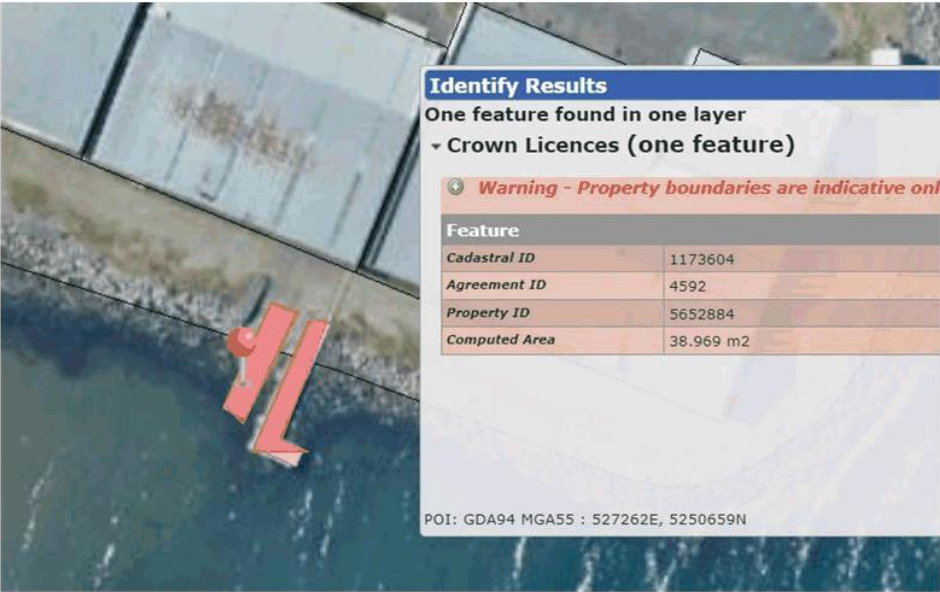 Identify Results
One feature found in one layer
Crown Licences (one feature)
Warning - Property boundaries are indicative onl
Feature
Cadastral ID 1173604
Agreement ID 4592
Property ID 5652884
Computed Area 38.969 m2
POI: GDA94 MGA55 : 527262E, 5250659N